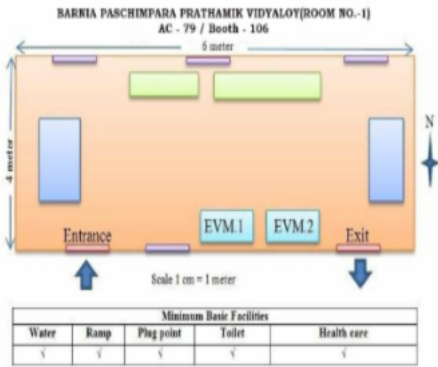 BARNIA PASCHIMPARA PRATHAMIK VIDYALOY(ROOM NO.-1)
AC - 79 / Booth - 106
6 meter
4 meter
N
EVM.1 EVM.2
Entrance Exit
Scale 1 cm = 1 meter
Minimum Basic Facilities
Water Ramp Plug point Toilet Health care
√ √ √ √ √